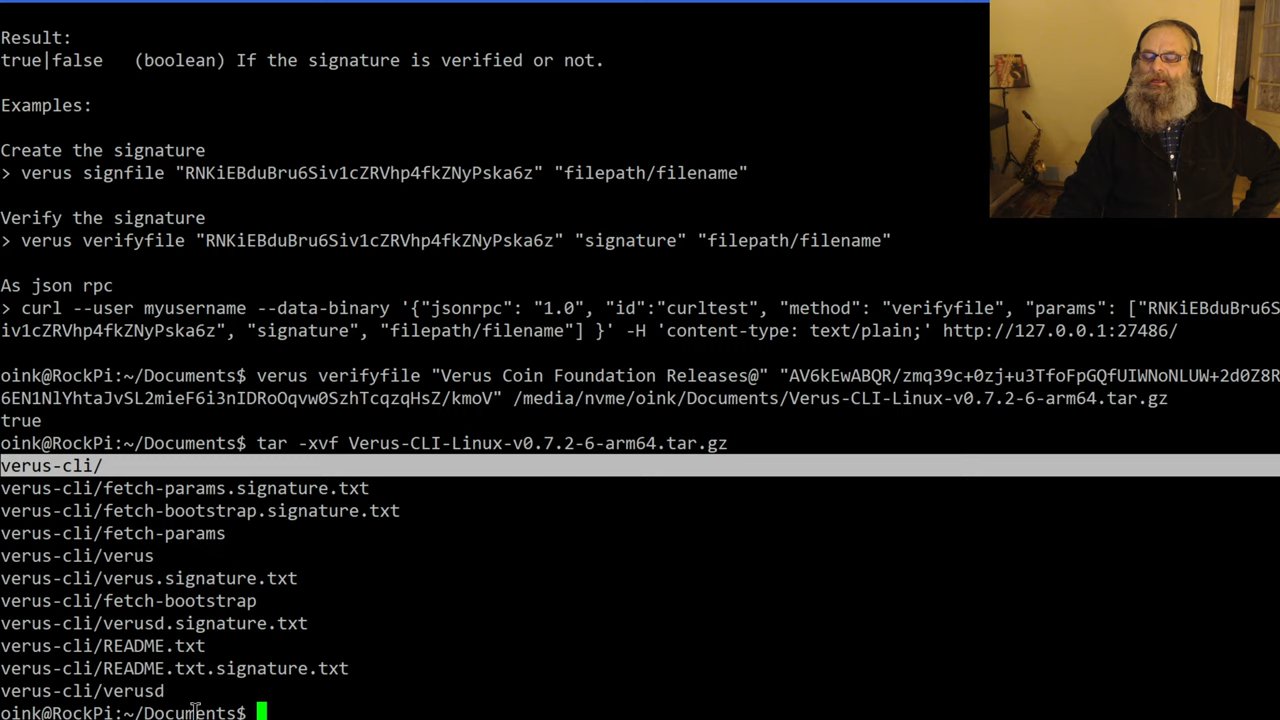 Result:
true|false   (boolean) If the signature is verified or not.
Examples:
Create the signature
> verus signfile "RNKiEBduBru6Siv1cZRVhp4fkZNyPska6z" "filepath/filename"
Verify the signature
> verus verifyfile "RNKiEBduBru6Siv1cZRVhp4fkZNyPska6z" "signature" "filepath/filename"
As json rpc
> curl --user myusername --data-binary '{"jsonrpc": "1.0", "id":"curltest", "method": "verifyfile", "params": ["RNKiEBduBru6S
iv1cZRVhp4fkZNyPska6z", "signature", "filepath/filename"] }' -H 'content-type: text/plain;' http://127.0.0.1:27486/
oink@RockPi:~/Documents$ verus verifyfile "Verus Coin Foundation Releases@" "AV6kEwABQR/zmq39c+0zj+u3TfoFpGQfUIWNoNLUW+2d0Z8R
6EN1NlYhtaJvSL2mieF6i3nIDRoOqvw0SzhTcqzqHsZ/kmoV" /media/nvme/oink/Documents/Verus-CLI-Linux-v0.7.2-6-arm64.tar.gz
true
oink@RockPi:~/Documents$ tar -xvf Verus-CLI-Linux-v0.7.2-6-arm64.tar.gz
verus-cli/
verus-cli/fetch-params.signature.txt
verus-cli/fetch-bootstrap.signature.txt
verus-cli/fetch-params
verus-cli/verus
verus-cli/verus.signature.txt
verus-cli/fetch-bootstrap
verus-cli/verusd.signature.txt
verus-cli/README.txt
verus-cli/README.txt.signature.txt
verus-cli/verusd
oink@RockPi:~/Documents$